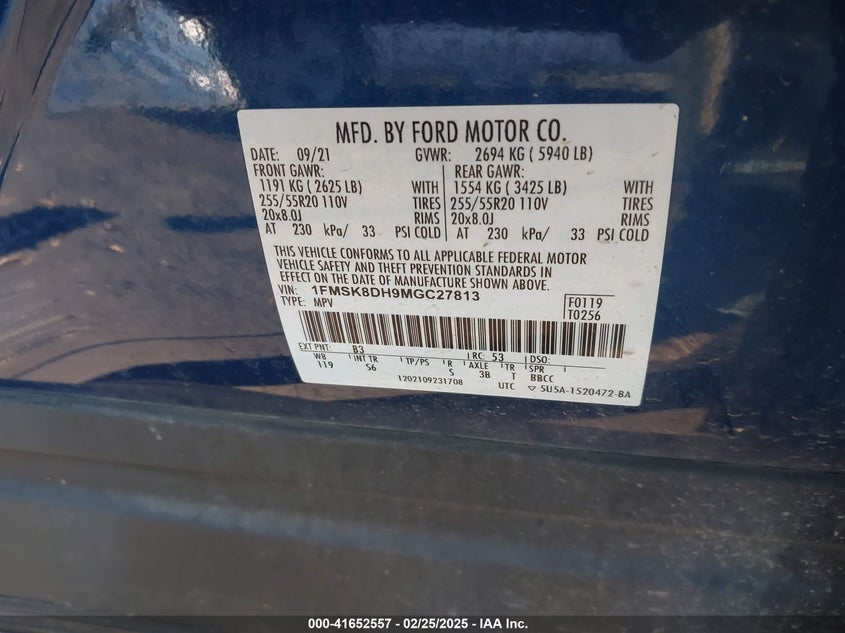 MFD. BY FORD MOTOR CO.
DATE: 09/21 GVWR: 2694 KG ( 5940 LB)
FRONT GAWR: REAR GAWR:
1191 KG ( 2625 LB) WITH 1554 KG ( 3425 LB) WITH
255/55R20 110V TIRES 255/55R20 110V TIRES
20x8.0J RIMS 20x8.0J RIMS
AT 230 kPa/ 33 PSI COLD AT 230 kPa/ 33 PSI COLD
THIS VEHICLE CONFORMS TO ALL APPLICABLE FEDERAL MOTOR
VEHICLE SAFETY AND THEFT PREVENTION STANDARDS IN
EFFECT ON THE DATE OF MANUFACTURE SHOWN ABOVE.
VIN: 1FMSK8DH9MGC27813 F0119
TYPE: MPV T0256
EXT PNT: B3 RC: 53 DSO:
WB INT TR TP/PS R AXLE TR SPR
119 S6 S 3B T BBCC
1202109231708 UTC ▽ 5U5A-1520472-BA
000-41652557 - 02/25/2025 - IAA Inc.